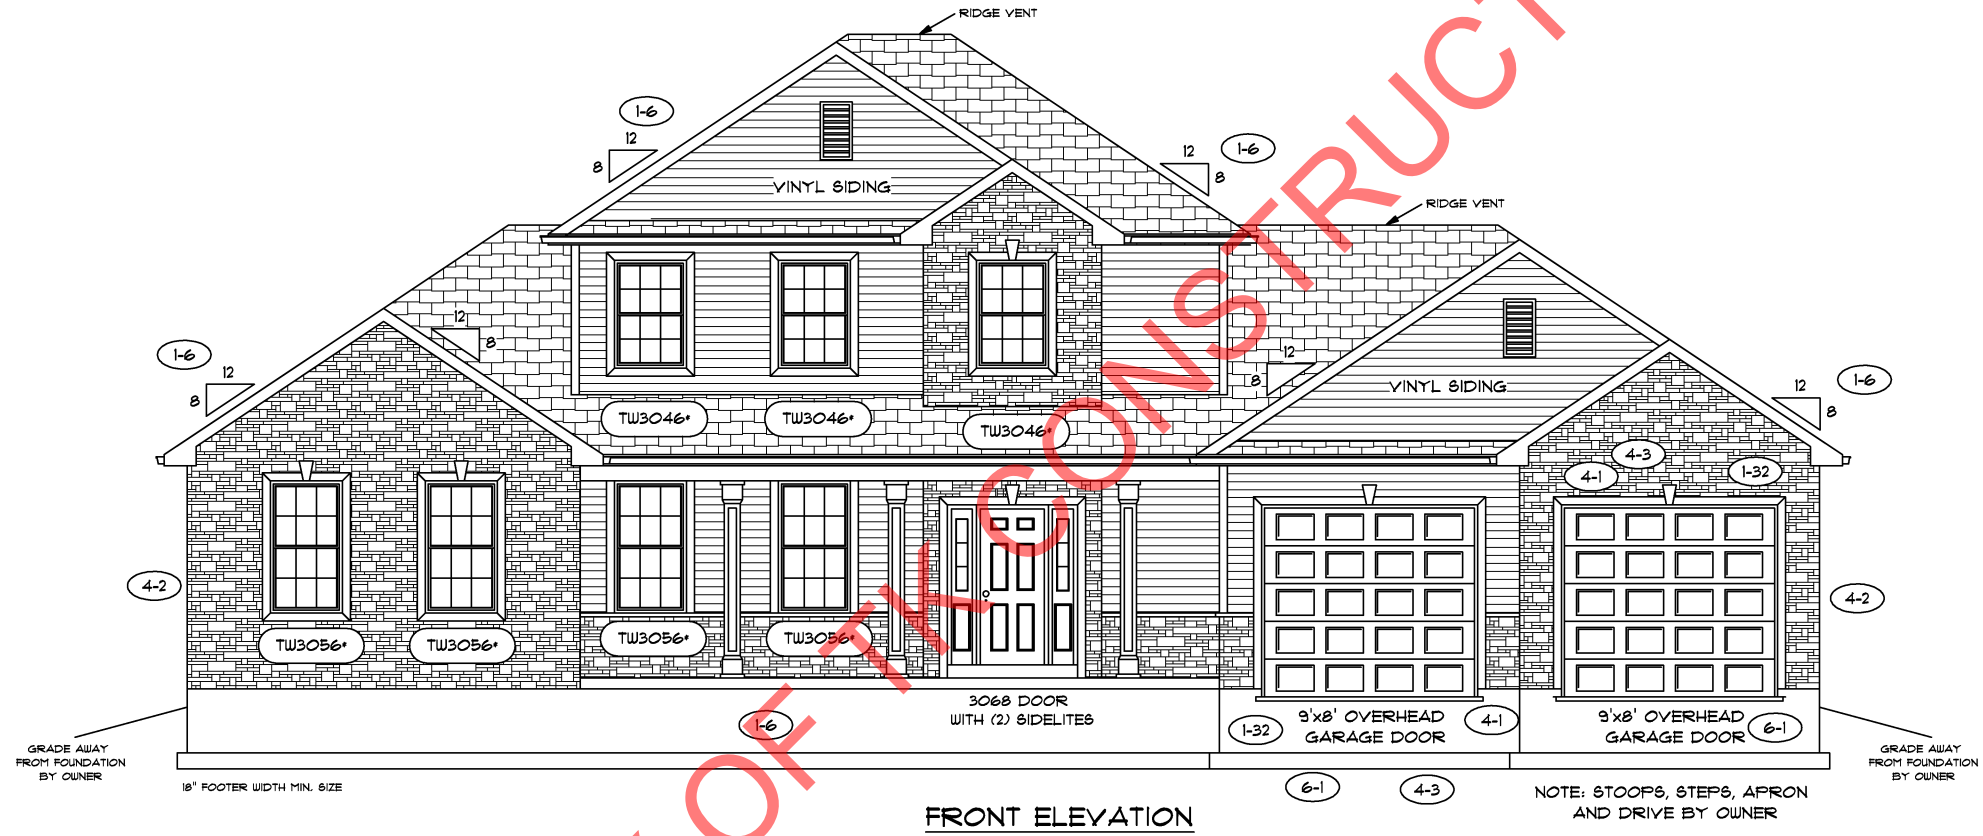 RIDGE VENT
1-6
12
8
VINYL SIDING
12
8
1-6
RIDGE VENT
1-6
12
8
12
8
12
8
VINYL SIDING
12
8
1-6
TW3046*
TW3046*
TW3046*
4-3
4-1
1-32
4-2
4-2
TW3056*
TW3056*
TW3056*
TW3056*
3068 DOOR
WITH (2) SIDELITES
1-6
1-32
9'x8' OVERHEAD
GARAGE DOOR
4-1
9'x8' OVERHEAD
GARAGE DOOR
6-1
GRADE AWAY
FROM FOUNDATION
BY OWNER
GRADE AWAY
FROM FOUNDATION
BY OWNER
18" FOOTER WIDTH MIN. SIZE
6-1
4-3
NOTE: STOOPS, STEPS, APRON
AND DRIVE BY OWNER
FRONT ELEVATION
OF TK CONSTRUCT